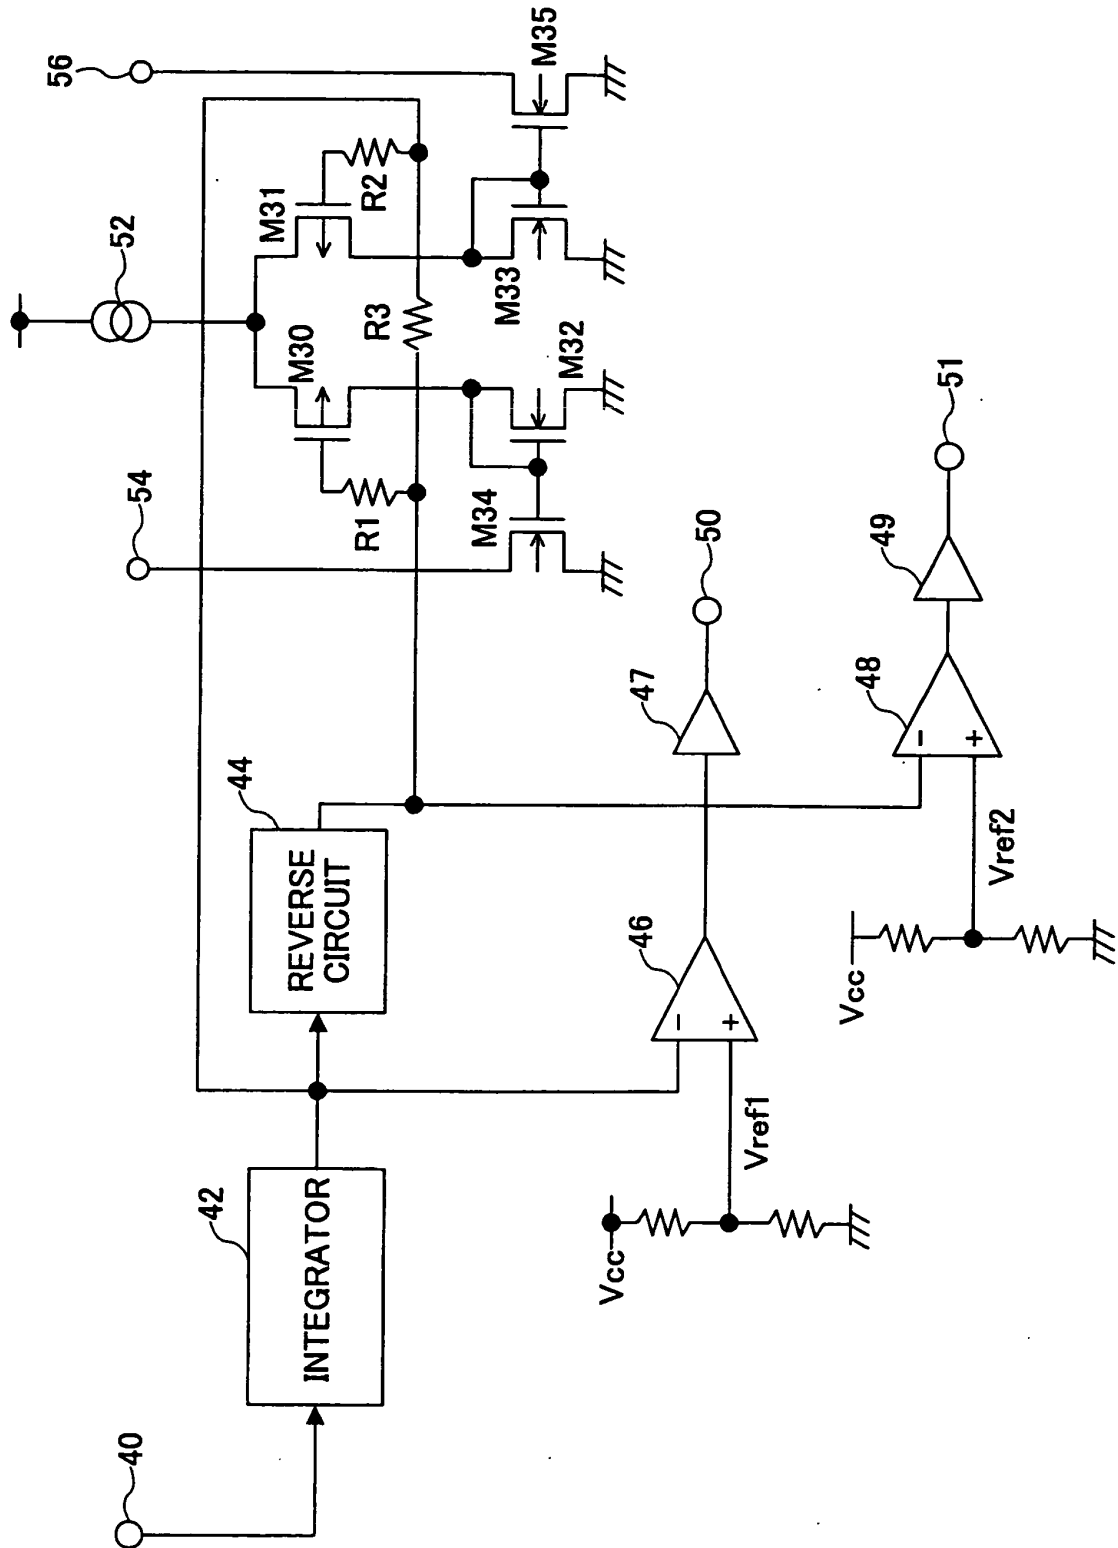 40
42
INTEGRATOR
44
REVERSE
CIRCUIT
Vcc
Vref1
-
+
46
47
50
Vcc
Vref2
-
+
48
49
51
52
54
56
M30
M31
R1
R2
R3
M34
M32
M33
M35